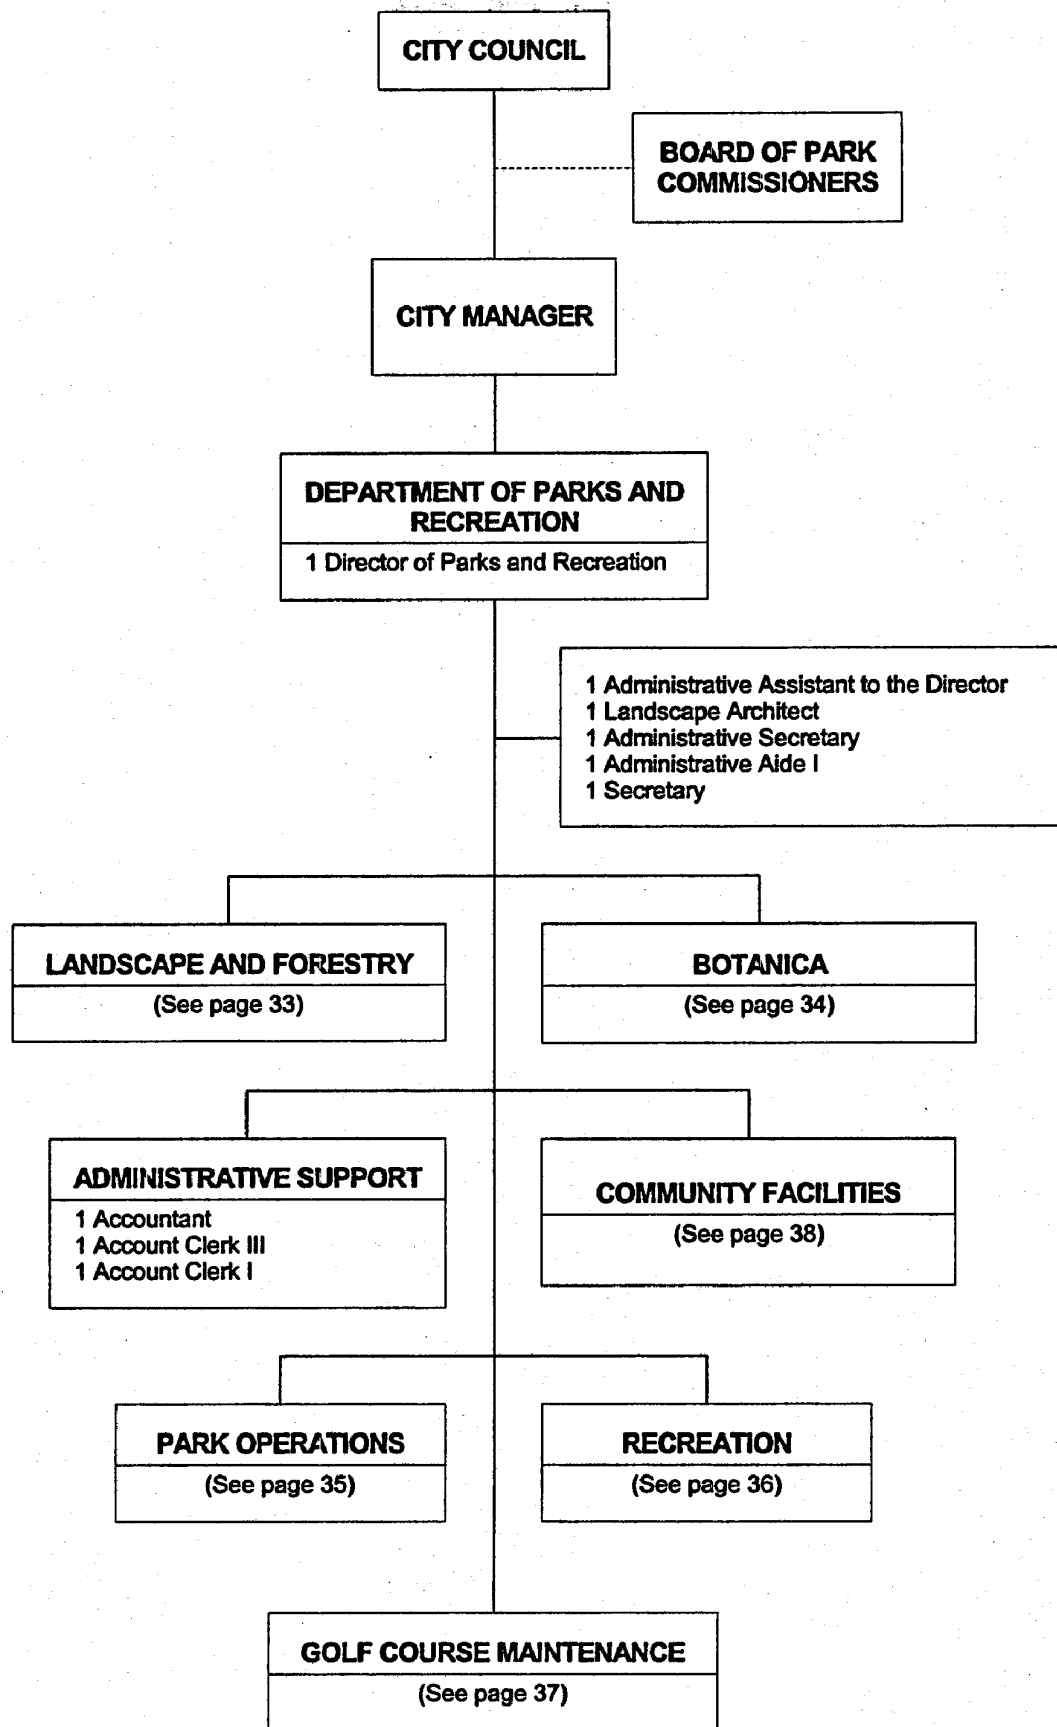 CITY COUNCIL
BOARD OF PARK
COMMISSIONERS
CITY MANAGER
DEPARTMENT OF PARKS AND
RECREATION
1 Director of Parks and Recreation
1 Administrative Assistant to the Director
1 Landscape Architect
1 Administrative Secretary
1 Administrative Aide I
1 Secretary
LANDSCAPE AND FORESTRY
(See page 33)
BOTANICA
(See page 34)
ADMINISTRATIVE SUPPORT
1 Accountant
1 Account Clerk III
1 Account Clerk I
COMMUNITY FACILITIES
(See page 38)
PARK OPERATIONS
(See page 35)
RECREATION
(See page 36)
GOLF COURSE MAINTENANCE
(See page 37)